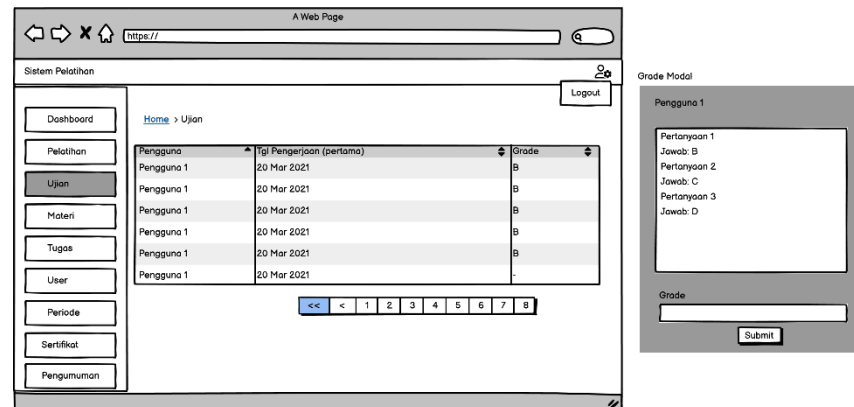 A Web Page
https://
Sistem Pelatihan
Logout
Dashboard
Pelatihan
Ujian
Materi
Tugas
User
Periode
Sertifikat
Pengumuman
Home > Ujian
Pengguna Tgl Pengerjaan (pertama) Grade
Pengguna 1 20 Mar 2021 B
Pengguna 1 20 Mar 2021 B
Pengguna 1 20 Mar 2021 B
Pengguna 1 20 Mar 2021 B
Pengguna 1 20 Mar 2021 B
Pengguna 1 20 Mar 2021 -
<< < 1 2 3 4 5 6 7 8
Grade Modal
Pengguna 1
Pertanyaan 1
Jawab: B
Pertanyaan 2
Jawab: C
Pertanyaan 3
Jawab: D
Grade
Submit